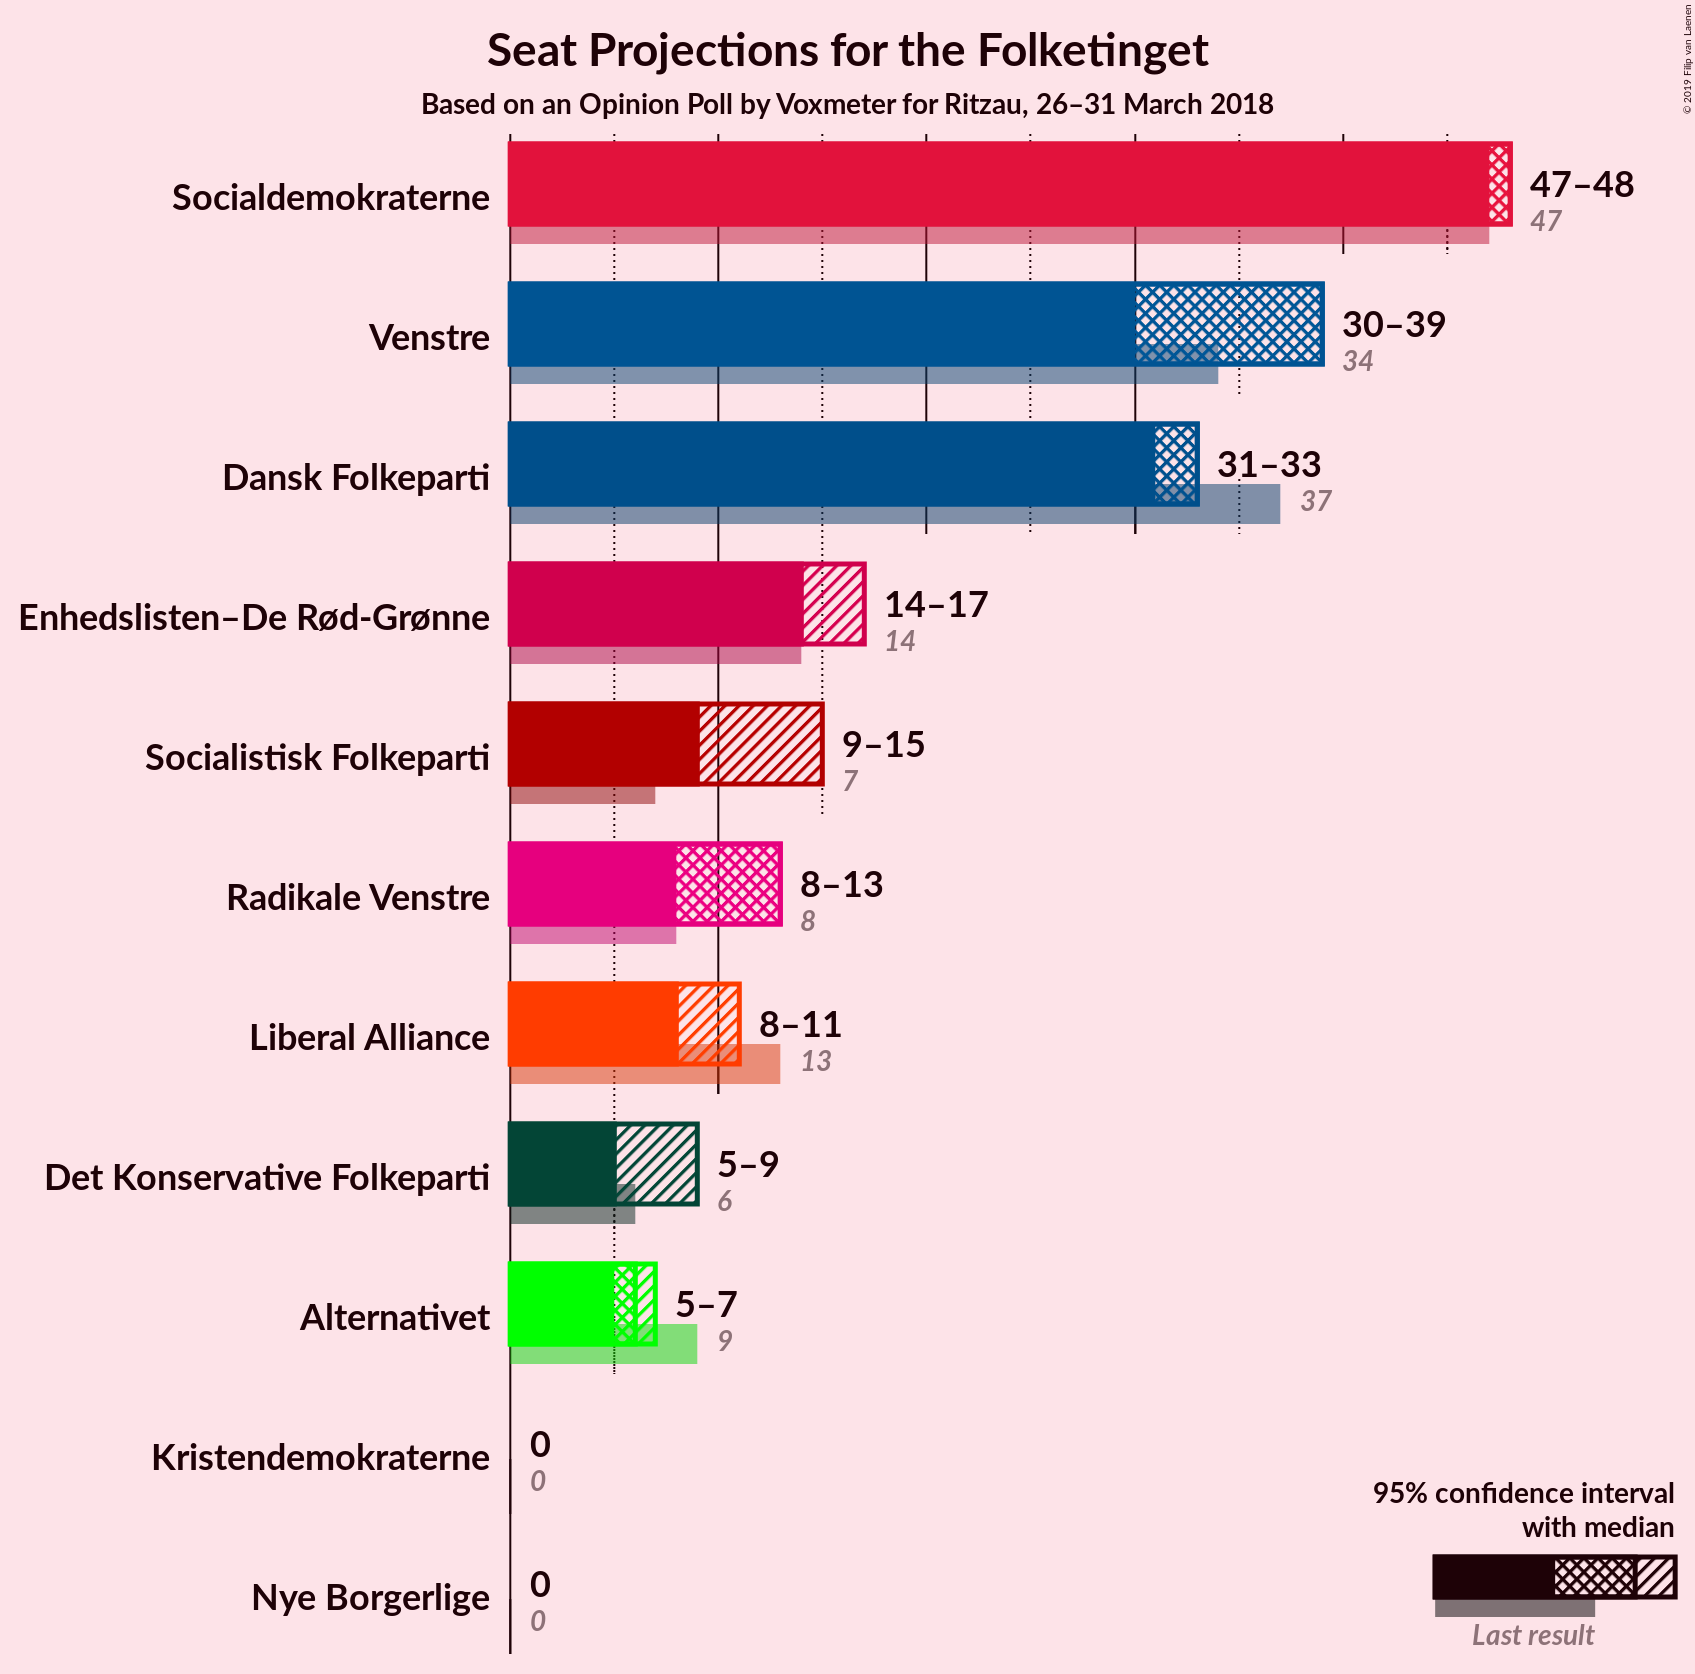 Seat Projections for the Folketinget
Based on an Opinion Poll by Voxmeter for Ritzau, 26–31 March 2018
© 2019 Filip van Laenen
Socialdemokraterne
47–48
47
Venstre
30–39
34
Dansk Folkeparti
31–33
37
Enhedslisten–De Rød-Grønne
14–17
14
Socialistisk Folkeparti
9–15
7
Radikale Venstre
8–13
8
Liberal Alliance
8–11
13
Det Konservative Folkeparti
5–9
6
Alternativet
5–7
9
Kristendemokraterne
0
0
Nye Borgerlige
0
0
95% confidence interval
with median
Last result